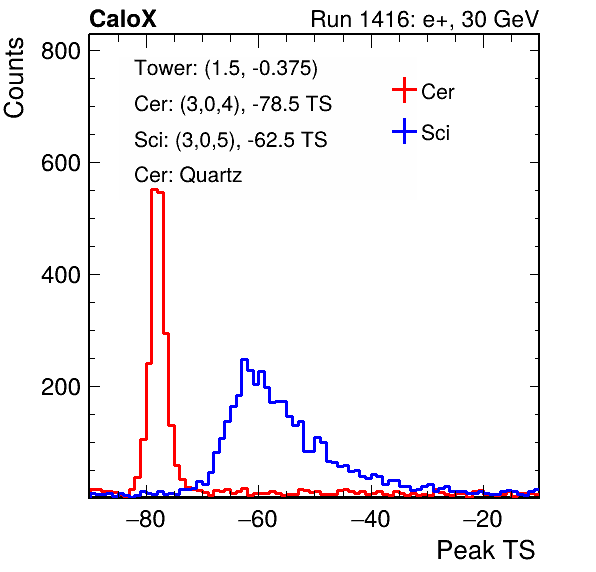 CaloX Run 1416: e+, 30 GeV
Counts
800
600
400
200
Tower: (1.5, -0.375)
Cer: (3,0,4), -78.5 TS
Sci: (3,0,5), -62.5 TS
Cer: Quartz
Cer
Sci
−80 −60 −40 −20
Peak TS